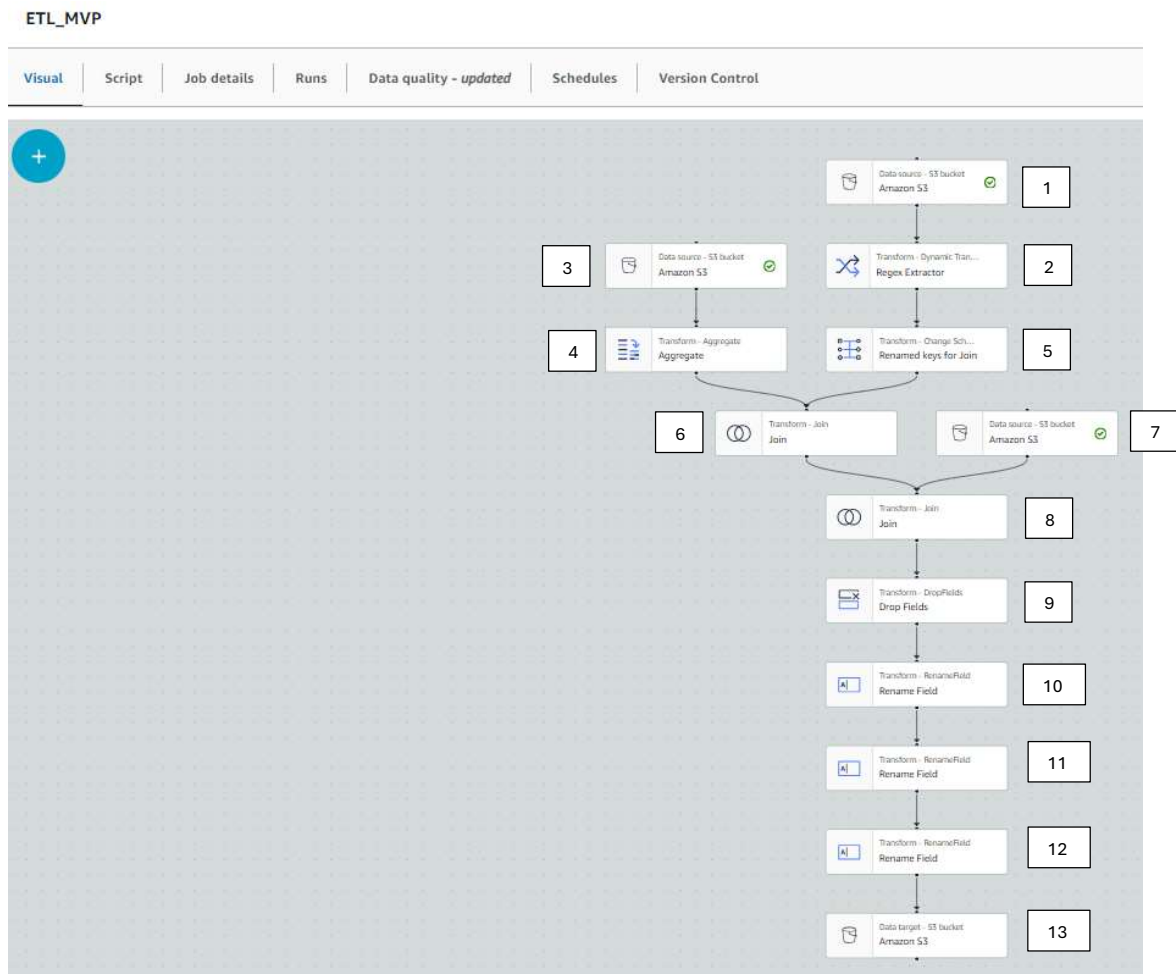 ETL_MVP
Visual Script Job details Runs Data quality - updated Schedules Version Control
+
Data source - S3 bucket
Amazon S3
1
3
Data source - S3 bucket
Amazon S3
Transform - Dynamic Tran...
Regex Extractor
2
4
Transform - Aggregate
Aggregate
Transform - Change Sch...
Renamed keys for Join
5
6
Transform - Join
Join
Data source - S3 bucket
Amazon S3
7
Transform - Join
Join
8
Transform - DropFields
Drop Fields
9
Transform - RenameField
Rename Field
10
Transform - RenameField
Rename Field
11
Transform - RenameField
Rename Field
12
Data target - S3 bucket
Amazon S3
13